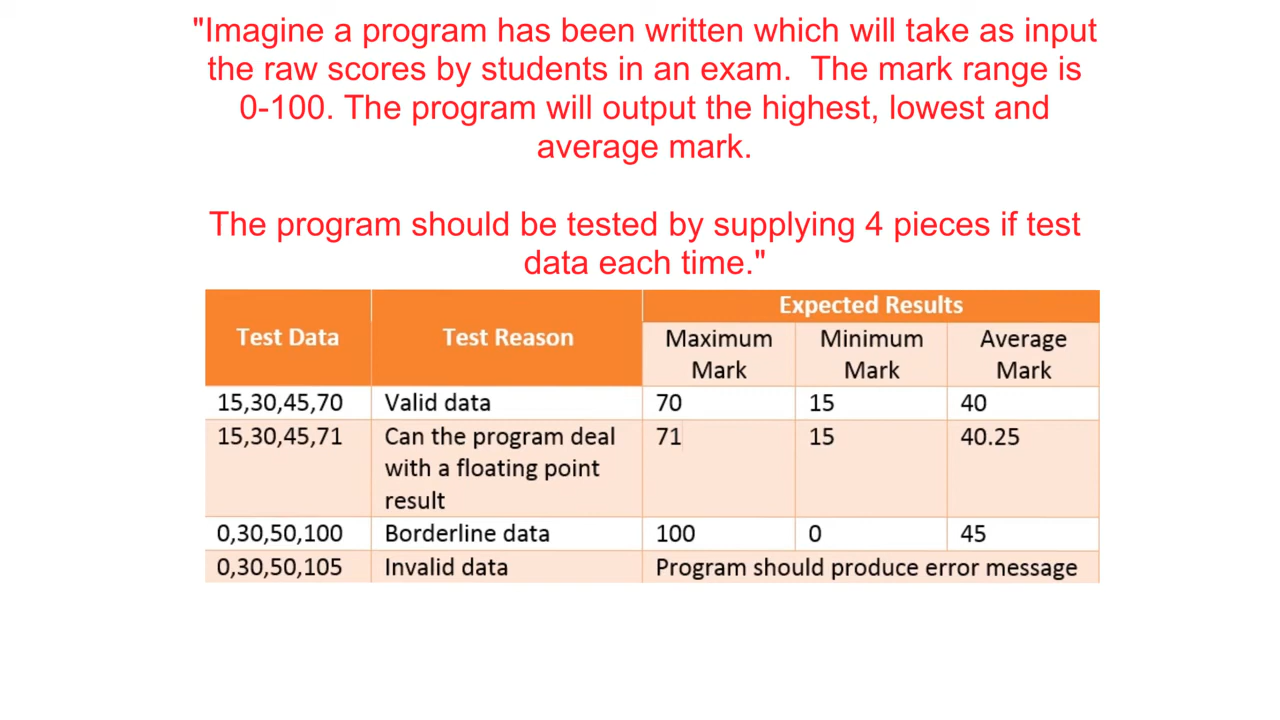 "Imagine a program has been written which will take as input
the raw scores by students in an exam.  The mark range is
0-100. The program will output the highest, lowest and
average mark.
The program should be tested by supplying 4 pieces if test
data each time."
Test Data Test Reason Expected Results
Maximum Mark Minimum Mark Average Mark
15,30,45,70 Valid data 70 15 40
15,30,45,71 Can the program deal 71 15 40.25
with a floating point
result
0,30,50,100 Borderline data 100 0 45
0,30,50,105 Invalid data Program should produce error message